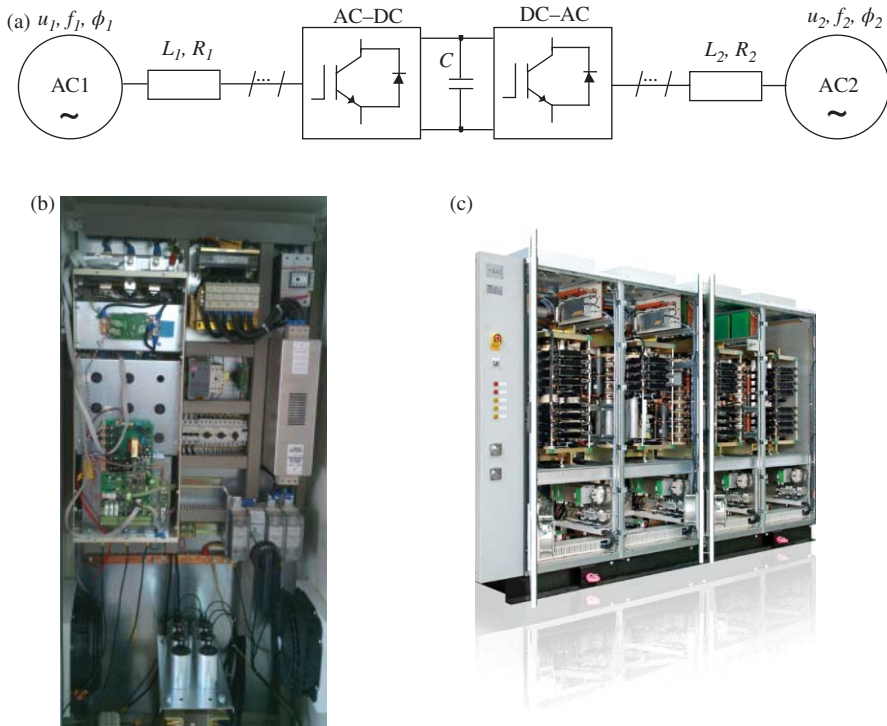 (a)
u1, f1, ϕ1
AC–DC
DC–AC
u2, f2, ϕ2
L1, R1
...
C
...
L2, R2
AC1
~
AC2
~
(b)
(c)